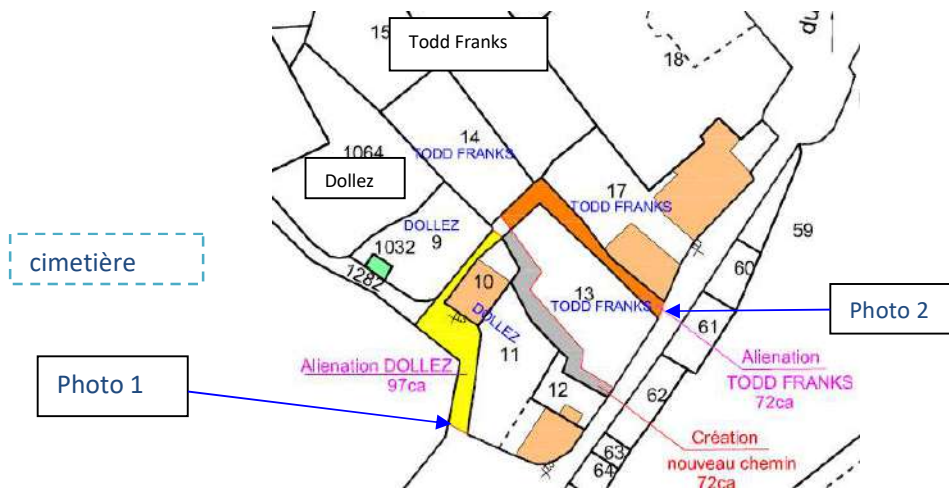 15
Todd Franks
18
du
14
TODD FRANKS
1064
Dollez
17
TODD FRANKS
DOLLEZ
9
59
cimetière
1032
1282
60
10
13
TODD FRANKS
DOLLEZ
11
61
Photo 2
Alienation DOLLEZ
97ca
Alienation
TODD FRANKS
72ca
Photo 1
12
62
Création
nouveau chemin
72ca
63
64